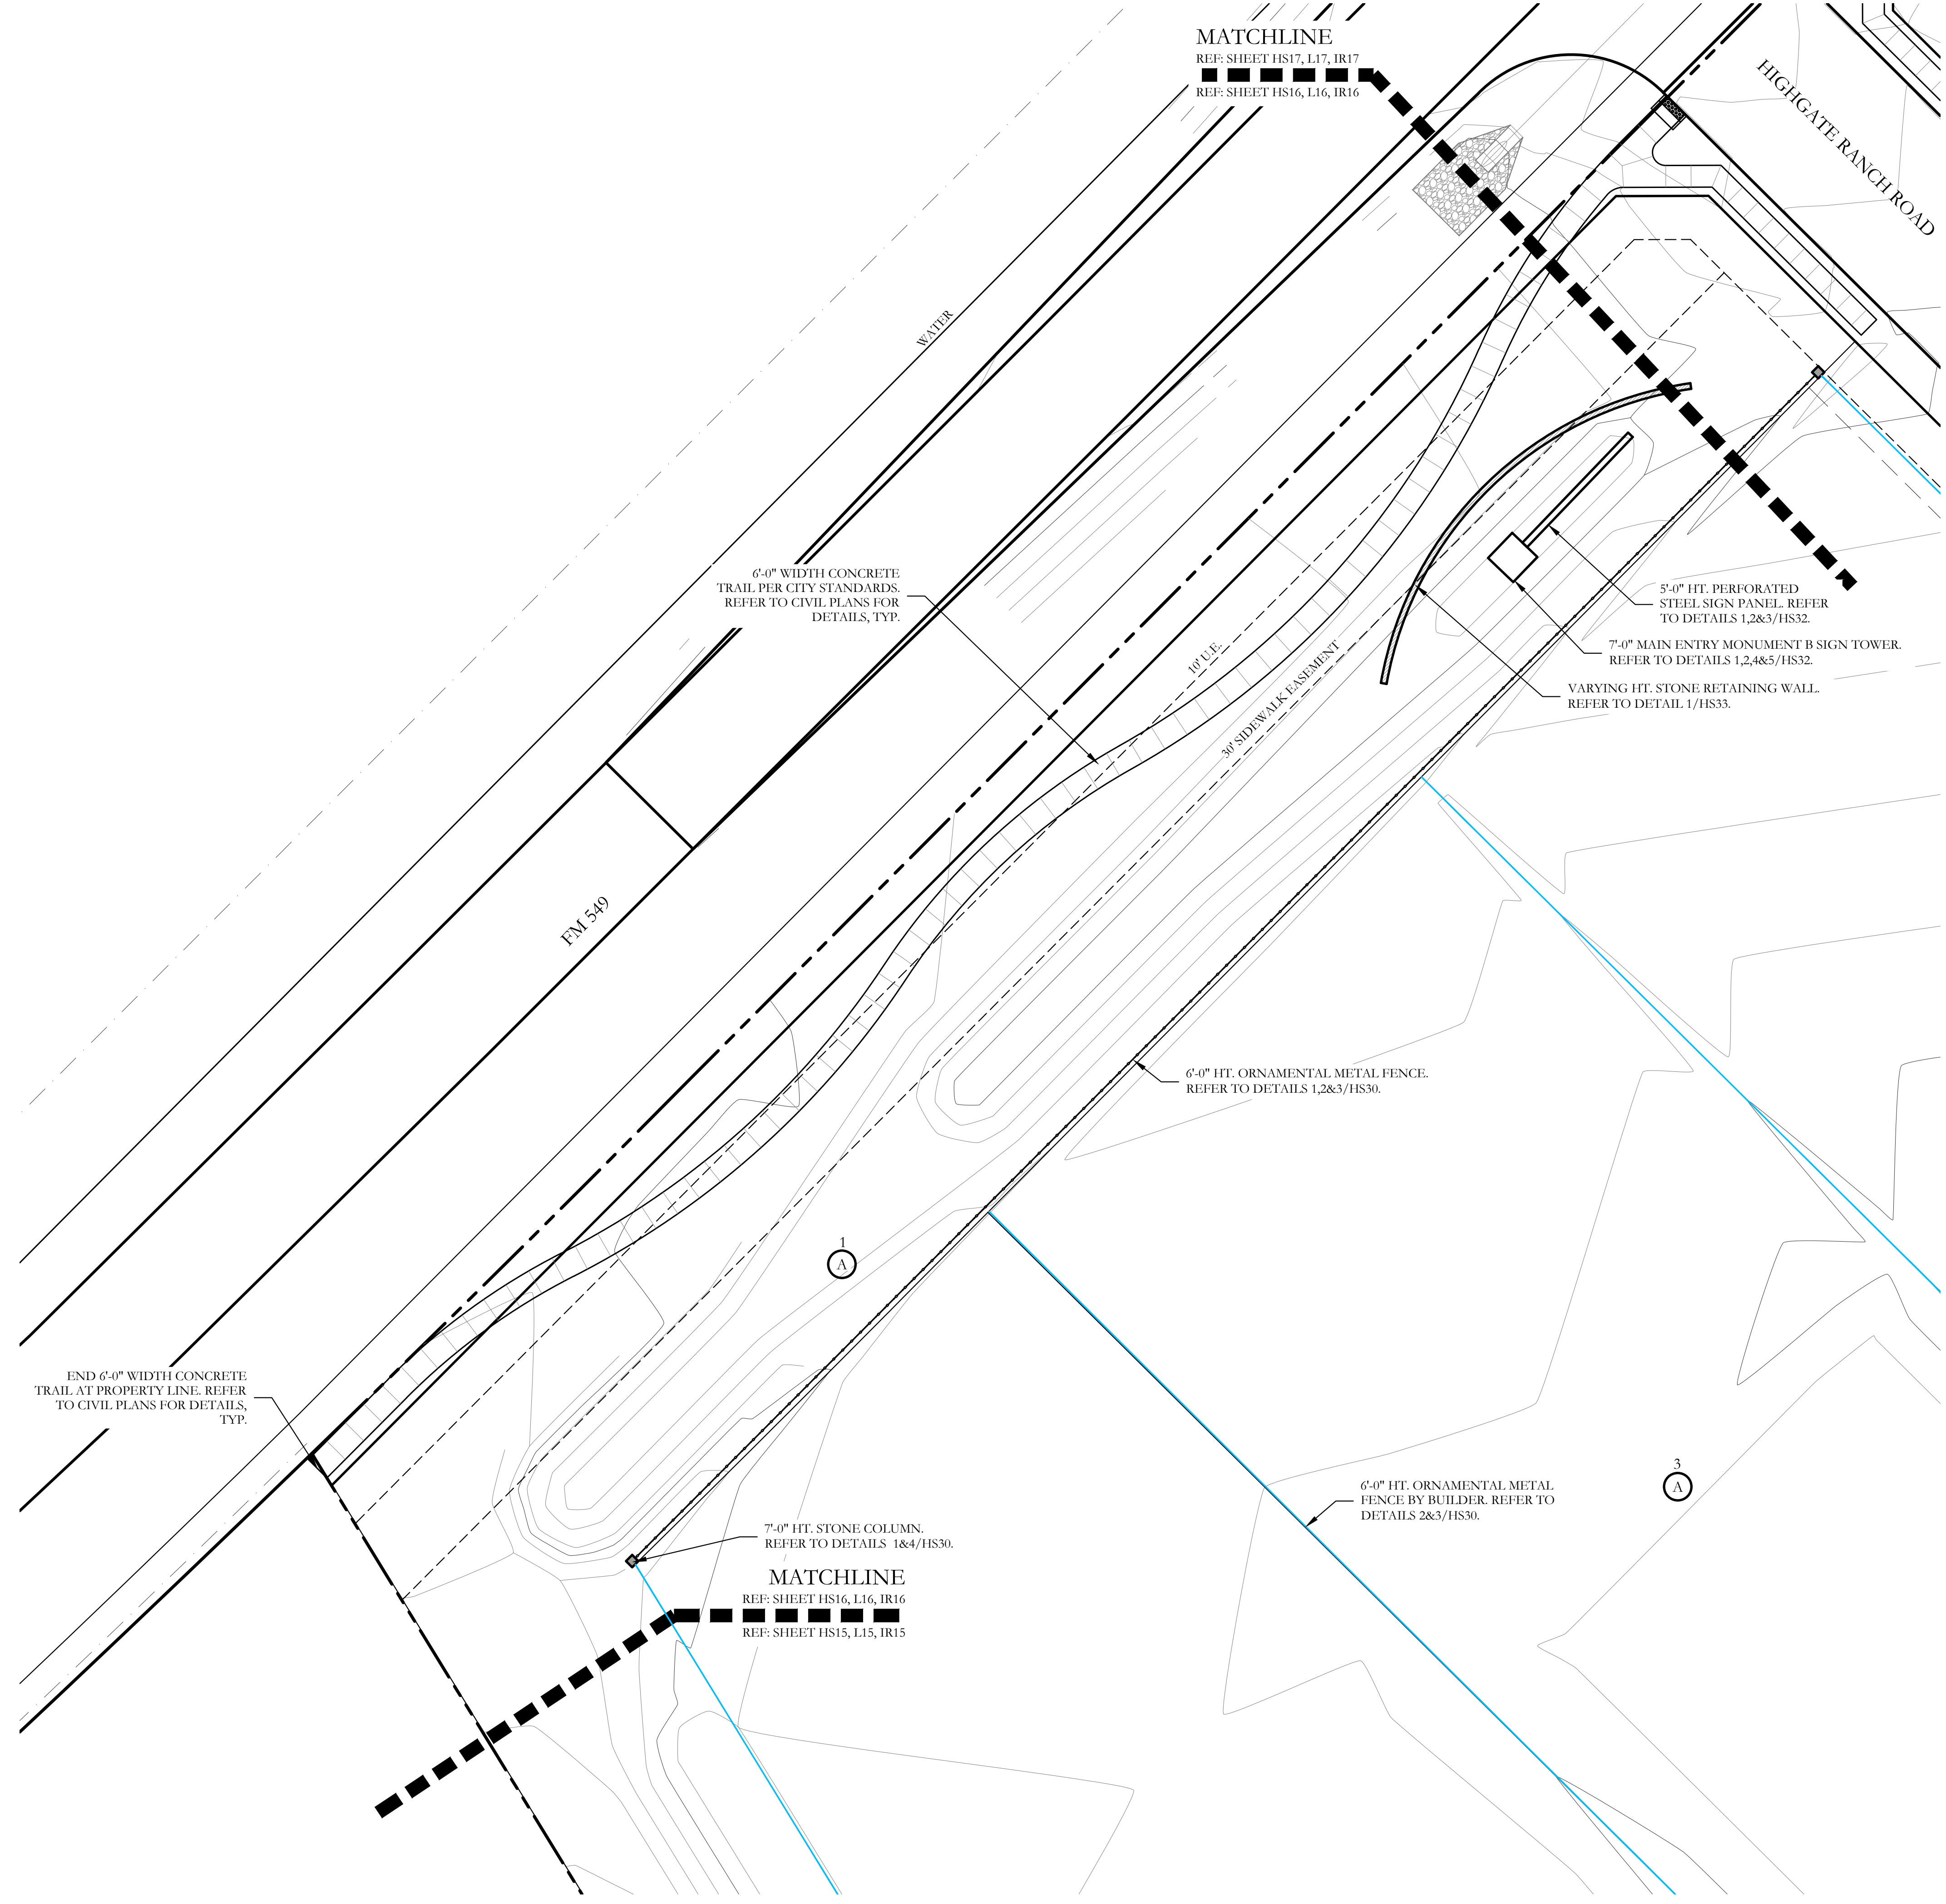 MATCHLINE
REF: SHEET HS17, L17, IR17
REF: SHEET HS16, L16, IR16
HIGHGATE RANCH ROAD
WATER
6'-0" WIDTH CONCRETE
TRAIL PER CITY STANDARDS.
REFER TO CIVIL PLANS FOR
DETAILS, TYP.
5'-0" HT. PERFORATED
STEEL SIGN PANEL. REFER
TO DETAILS 1,2&3/HS32.
7'-0" MAIN ENTRY MONUMENT B SIGN TOWER.
REFER TO DETAILS 1,2,4&5/HS32.
VARYING HT. STONE RETAINING WALL.
REFER TO DETAIL 1/HS33.
10' U.E.
30' SIDEWALK EASEMENT
FM 549
6'-0" HT. ORNAMENTAL METAL FENCE.
REFER TO DETAILS 1,2&3/HS30.
1
A
END 6'-0" WIDTH CONCRETE
TRAIL AT PROPERTY LINE. REFER
TO CIVIL PLANS FOR DETAILS,
TYP.
3
A
6'-0" HT. ORNAMENTAL METAL
FENCE BY BUILDER. REFER TO
DETAILS 2&3/HS30.
7'-0" HT. STONE COLUMN.
REFER TO DETAILS 1&4/HS30.
MATCHLINE
REF: SHEET HS16, L16, IR16
REF: SHEET HS15, L15, IR15